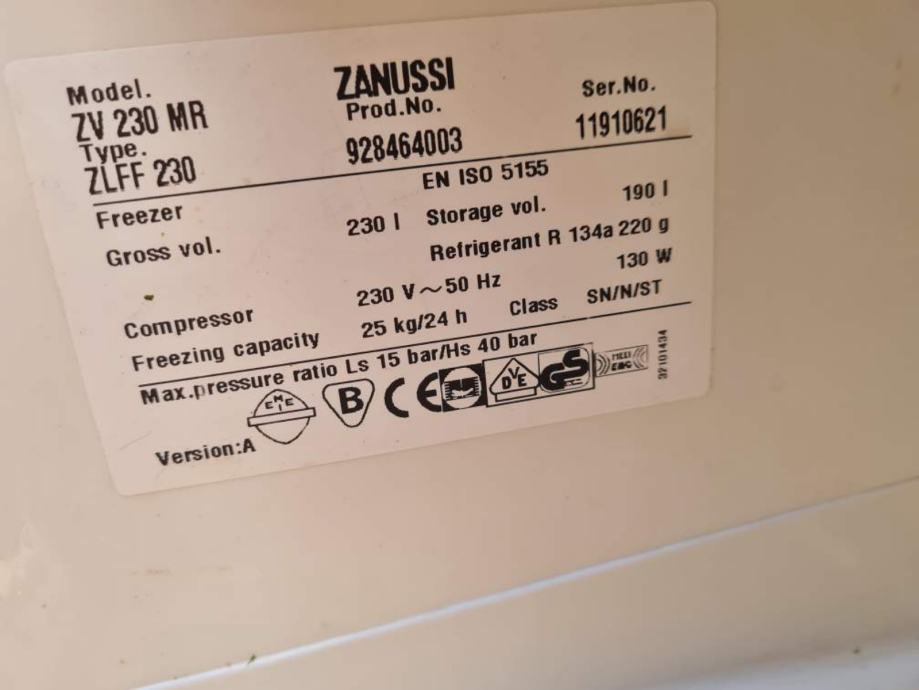 ZANUSSI
Model. Prod.No. Ser.No.
ZV 230 MR 928464003 11910621
Type.
ZLFF 230
EN ISO 5155
Freezer
Gross vol. 230 l Storage vol. 190 l
Refrigerant R 134a 220 g
Compressor 230 V~50 Hz 130 W
Freezing capacity 25 kg/24 h Class SN/N/ST
Max.pressure ratio Ls 15 bar/Hs 40 bar
B CE DVE GS
Version:A
32101434